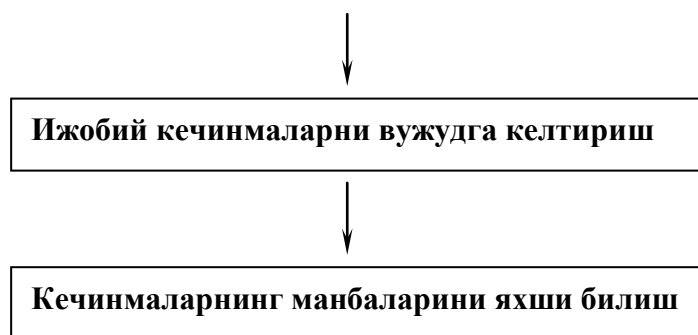 Ижобий кечинмаларни вужудга келтириш
Кечинмаларнинг манбаларини яхши билиш